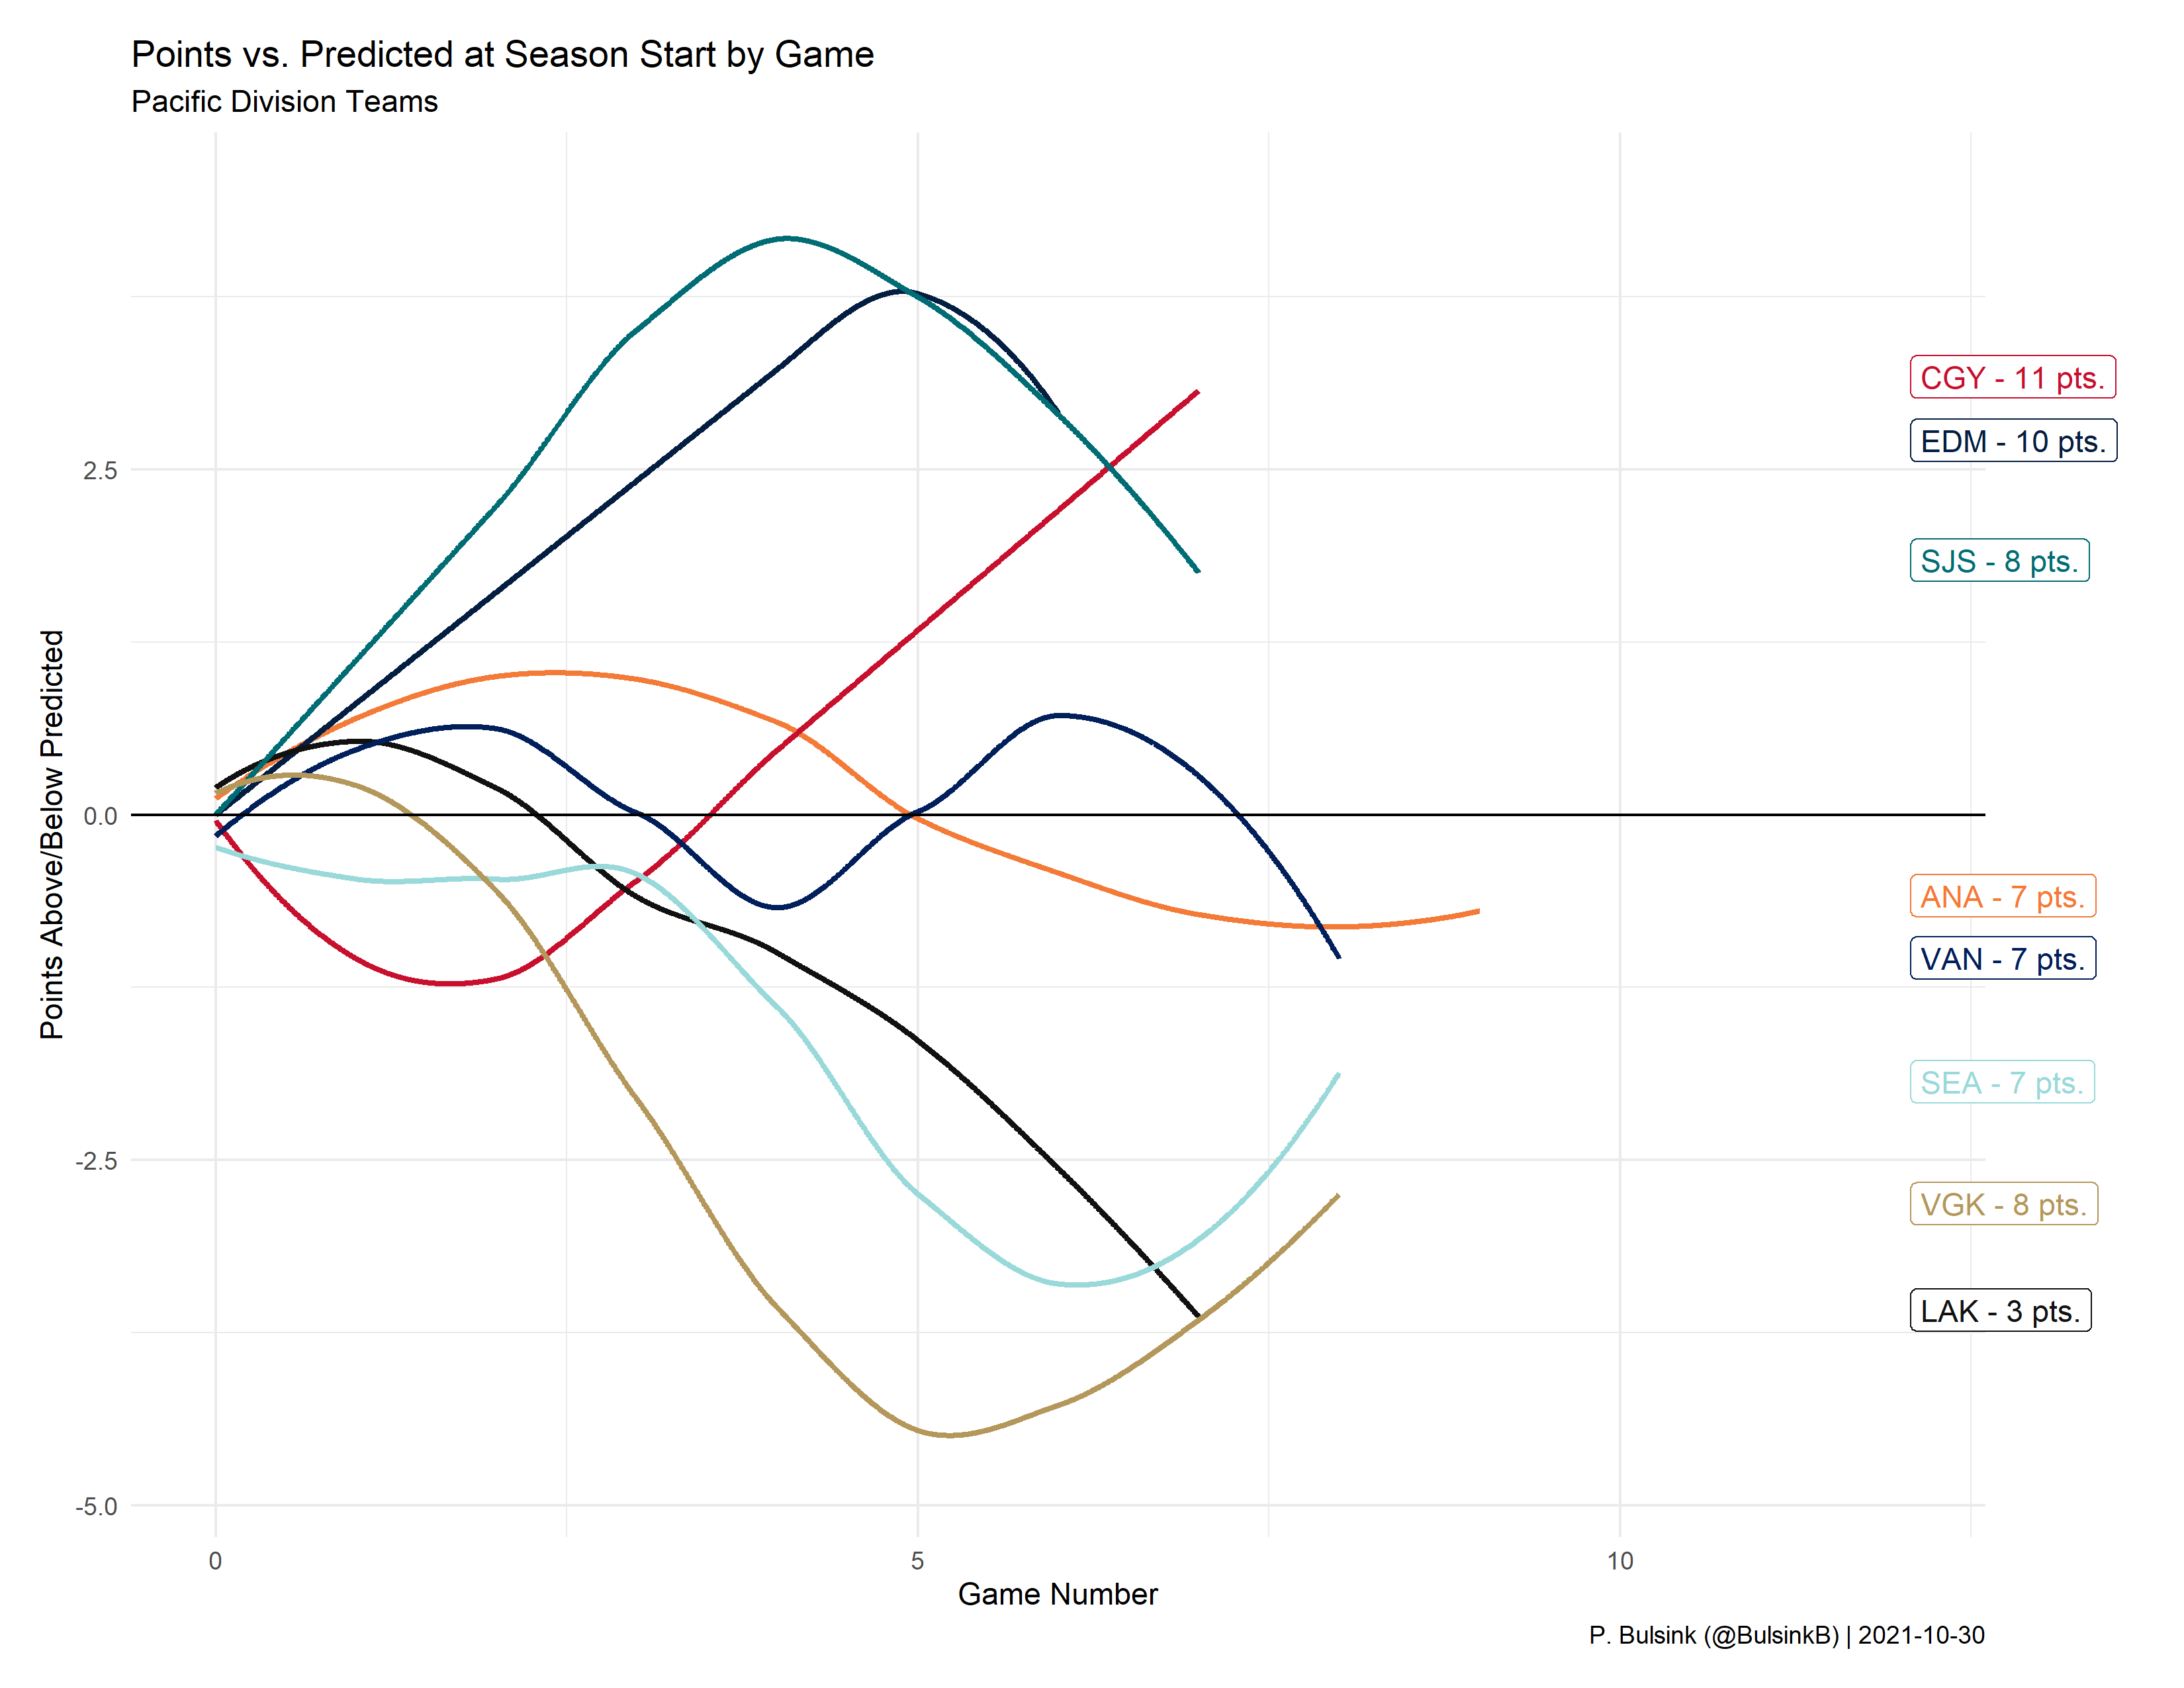 Points vs. Predicted at Season Start by Game
Pacific Division Teams
Points Above/Below Predicted
2.5
0.0
-2.5
-5.0
CGY - 11 pts.
EDM - 10 pts.
SJS - 8 pts.
ANA - 7 pts.
VAN - 7 pts.
SEA - 7 pts.
VGK - 8 pts.
LAK - 3 pts.
0
5
10
Game Number
P. Bulsink (@BulsinkB) | 2021-10-30